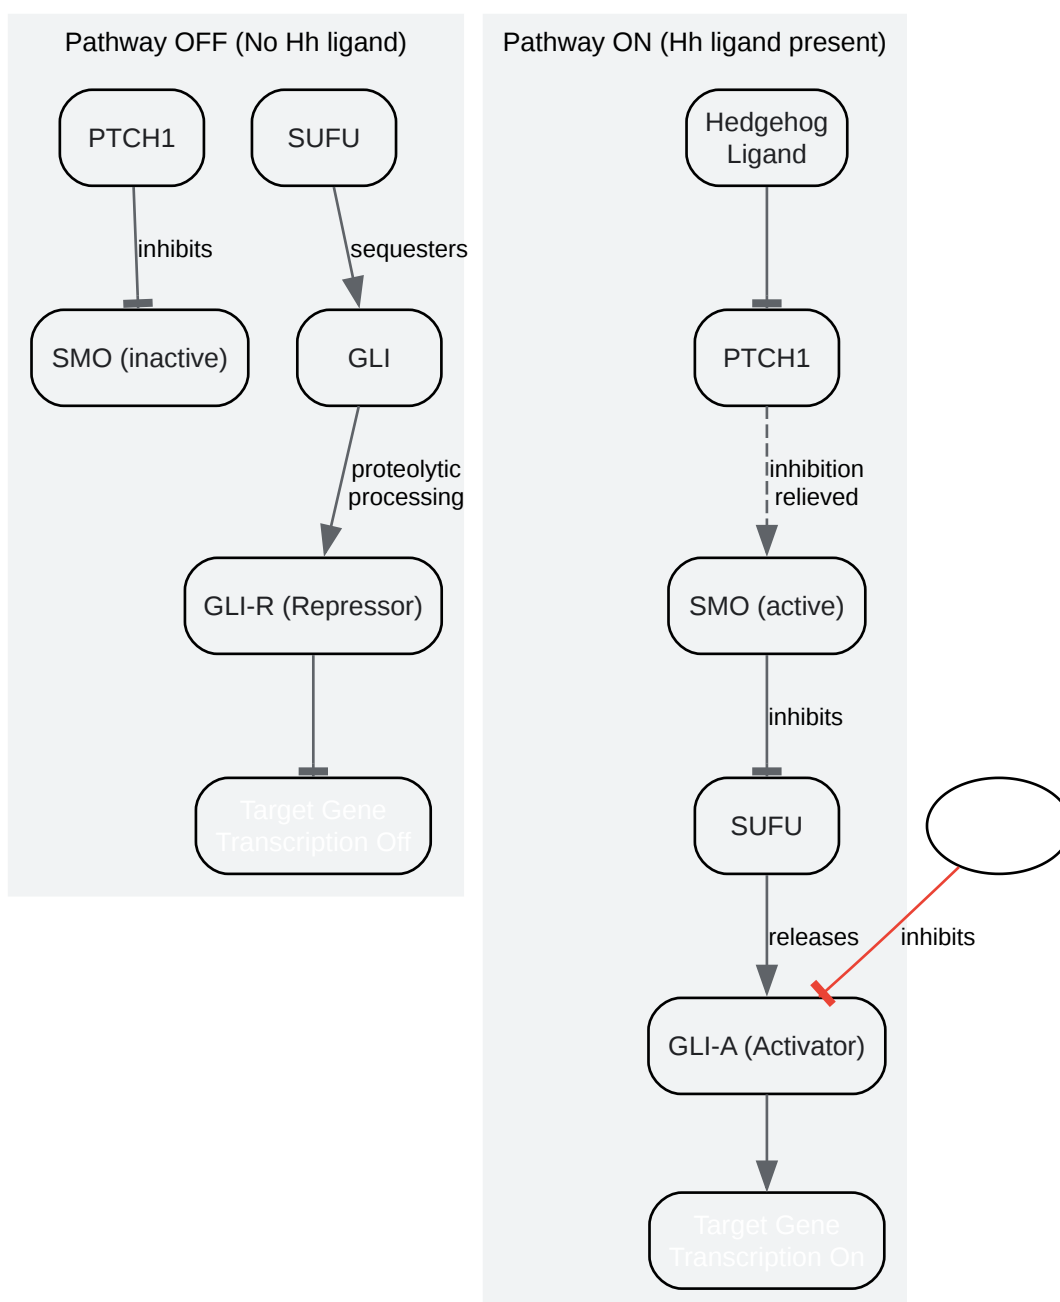 Pathway OFF (No Hh ligand)
PTCH1
SUFU
inhibits
sequesters
SMO (inactive)
GLI
proteolytic
processing
GLI-R (Repressor)
Target Gene
Transcription Off
Pathway ON (Hh ligand present)
Hedgehog
Ligand
PTCH1
inhibition
relieved
SMO (active)
inhibits
SUFU
releases
inhibits
GLI-A (Activator)
Target Gene
Transcription On